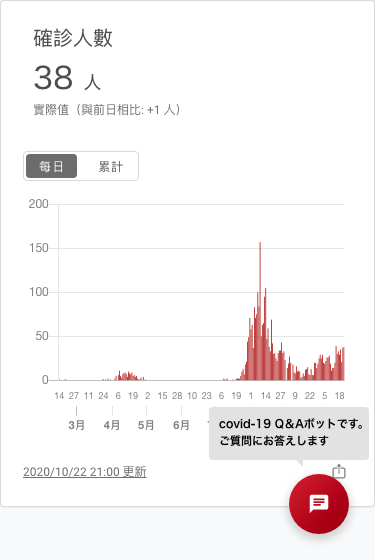 確診人數
38 人
實際值（與前日相比: +1 人）
每日 累計
200
150
100
50
0
14 27 11 24 6 19 2 15 28 10 23 6 19 1 14 27 9 22 5 18
3月 4月 5月 6月
covid-19 Q&Aボットです。
ご質問にお答えします
2020/10/22 21:00 更新